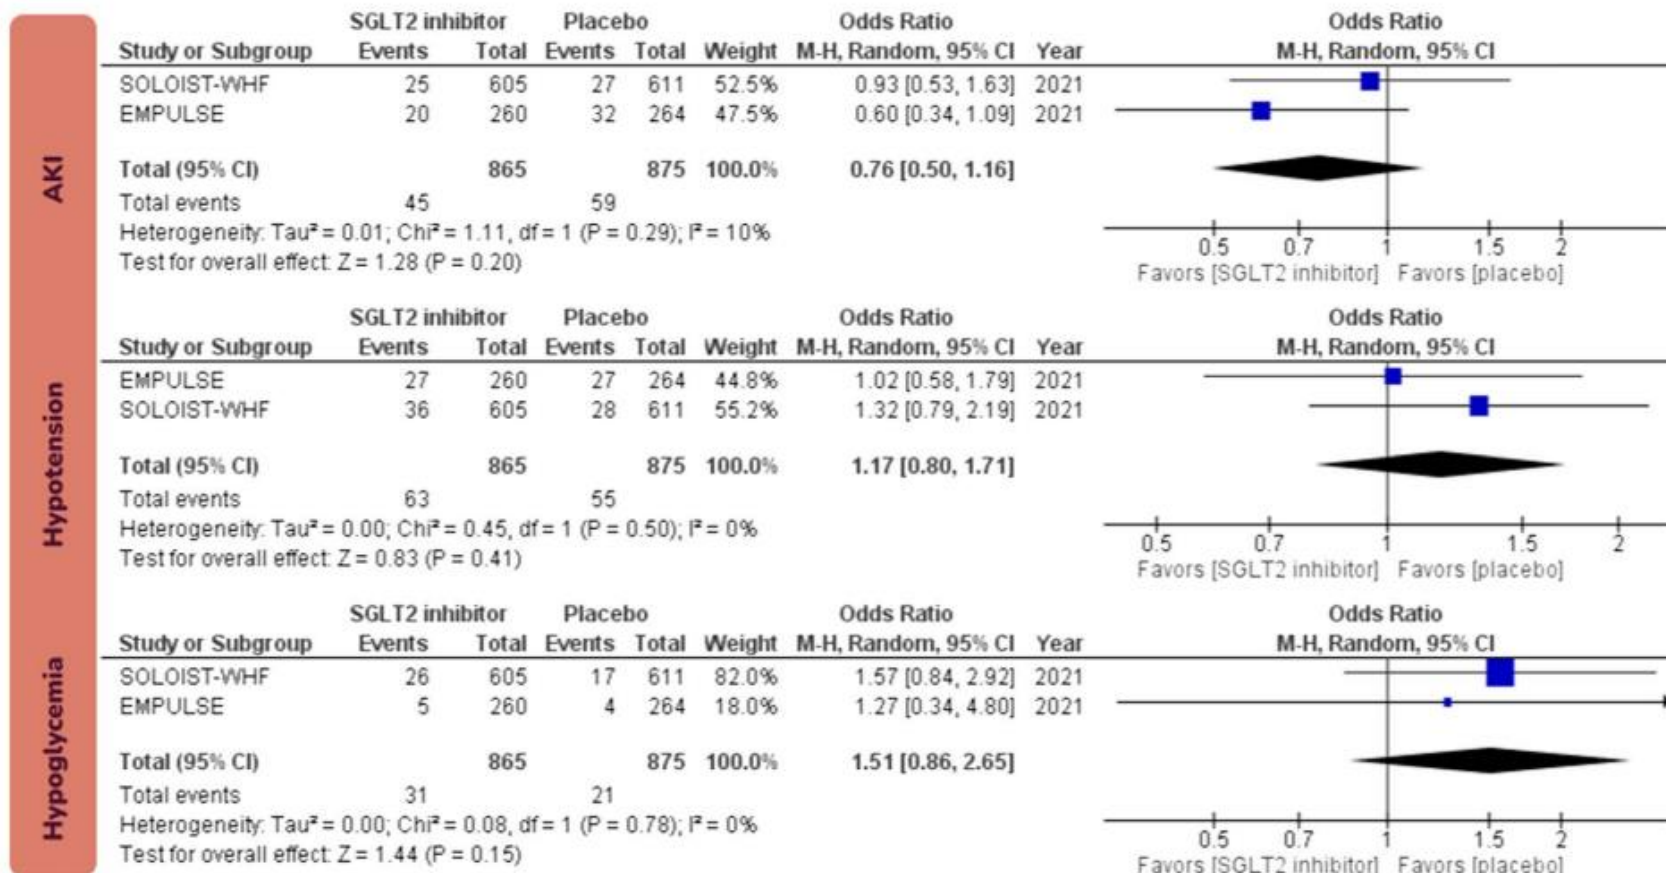 AKI
SGLT2 inhibitor Placebo Odds Ratio Odds Ratio
Study or Subgroup Events Total Events Total Weight M-H, Random, 95% CI Year M-H, Random, 95% CI
SOLOIST-WHF 25 605 27 611 52.5% 0.93 [0.53, 1.63] 2021
EMPULSE 20 260 32 264 47.5% 0.60 [0.34, 1.09] 2021
Total (95% CI) 865 875 100.0% 0.76 [0.50, 1.16]
Total events 45 59
Heterogeneity: Tau² = 0.01; Chi² = 1.11, df = 1 (P = 0.29); I² = 10%
Test for overall effect: Z = 1.28 (P = 0.20)
0.5 0.7 1 1.5 2
Favors [SGLT2 inhibitor] Favors [placebo]
Hypotension
SGLT2 inhibitor Placebo Odds Ratio Odds Ratio
Study or Subgroup Events Total Events Total Weight M-H, Random, 95% CI Year M-H, Random, 95% CI
EMPULSE 27 260 27 264 44.8% 1.02 [0.58, 1.79] 2021
SOLOIST-WHF 36 605 28 611 55.2% 1.32 [0.79, 2.19] 2021
Total (95% CI) 865 875 100.0% 1.17 [0.80, 1.71]
Total events 63 55
Heterogeneity: Tau² = 0.00; Chi² = 0.45, df = 1 (P = 0.50); I² = 0%
Test for overall effect: Z = 0.83 (P = 0.41)
0.5 0.7 1 1.5 2
Favors [SGLT2 inhibitor] Favors [placebo]
Hypoglycemia
SGLT2 inhibitor Placebo Odds Ratio Odds Ratio
Study or Subgroup Events Total Events Total Weight M-H, Random, 95% CI Year M-H, Random, 95% CI
SOLOIST-WHF 26 605 17 611 82.0% 1.57 [0.84, 2.92] 2021
EMPULSE 5 260 4 264 18.0% 1.27 [0.34, 4.80] 2021
Total (95% CI) 865 875 100.0% 1.51 [0.86, 2.65]
Total events 31 21
Heterogeneity: Tau² = 0.00; Chi² = 0.08, df = 1 (P = 0.78); I² = 0%
Test for overall effect: Z = 1.44 (P = 0.15)
0.5 0.7 1 1.5 2
Favors [SGLT2 inhibitor] Favors [placebo]